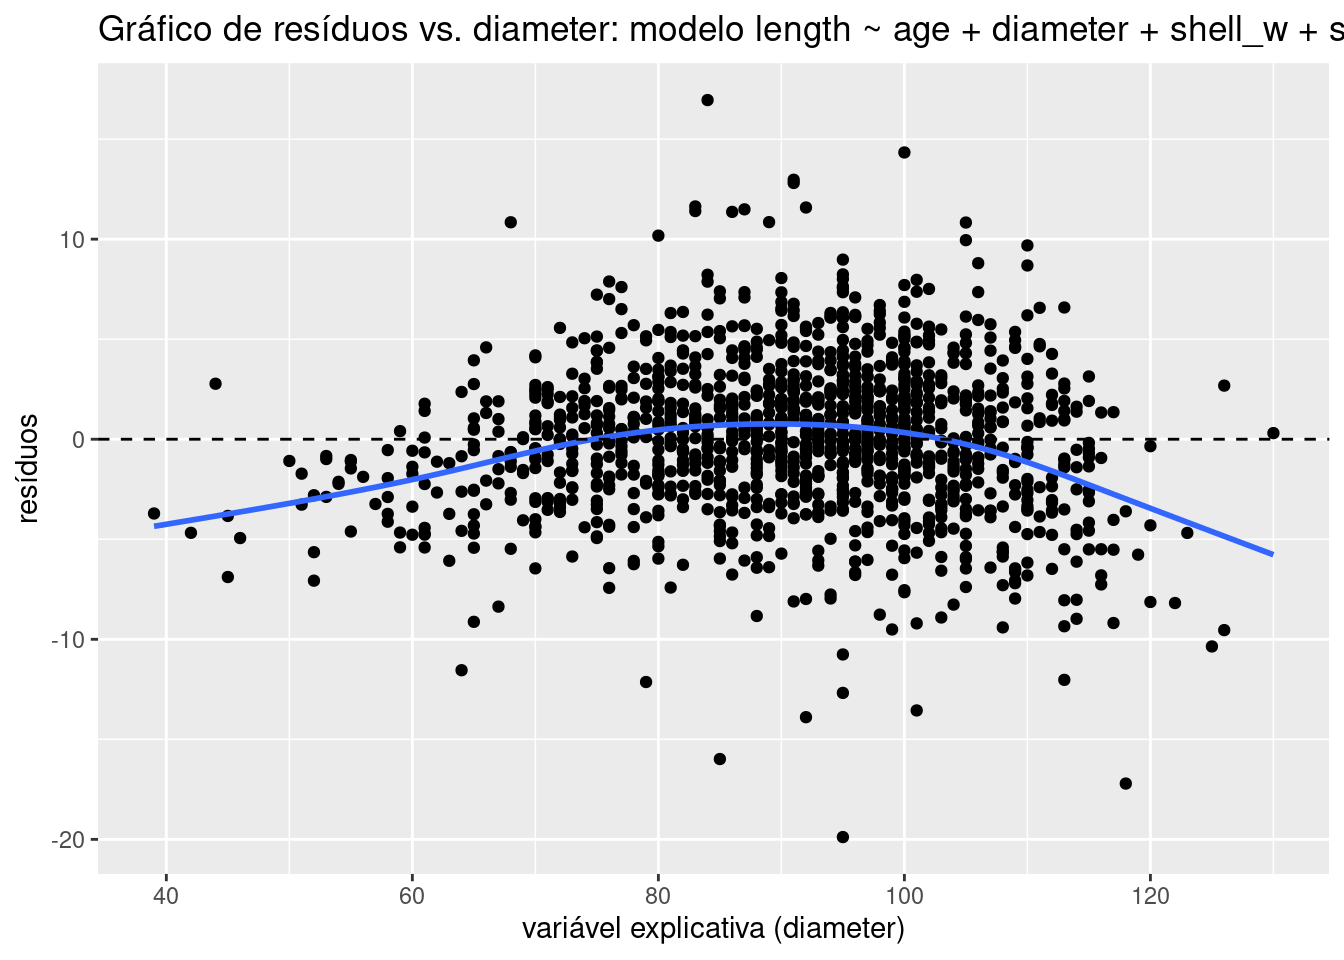 Gráfico de resíduos vs. diameter: modelo length ~ age + diameter + shell_w + s
resíduos
10
0
-10
-20
40 60 80 100 120
variável explicativa (diameter)